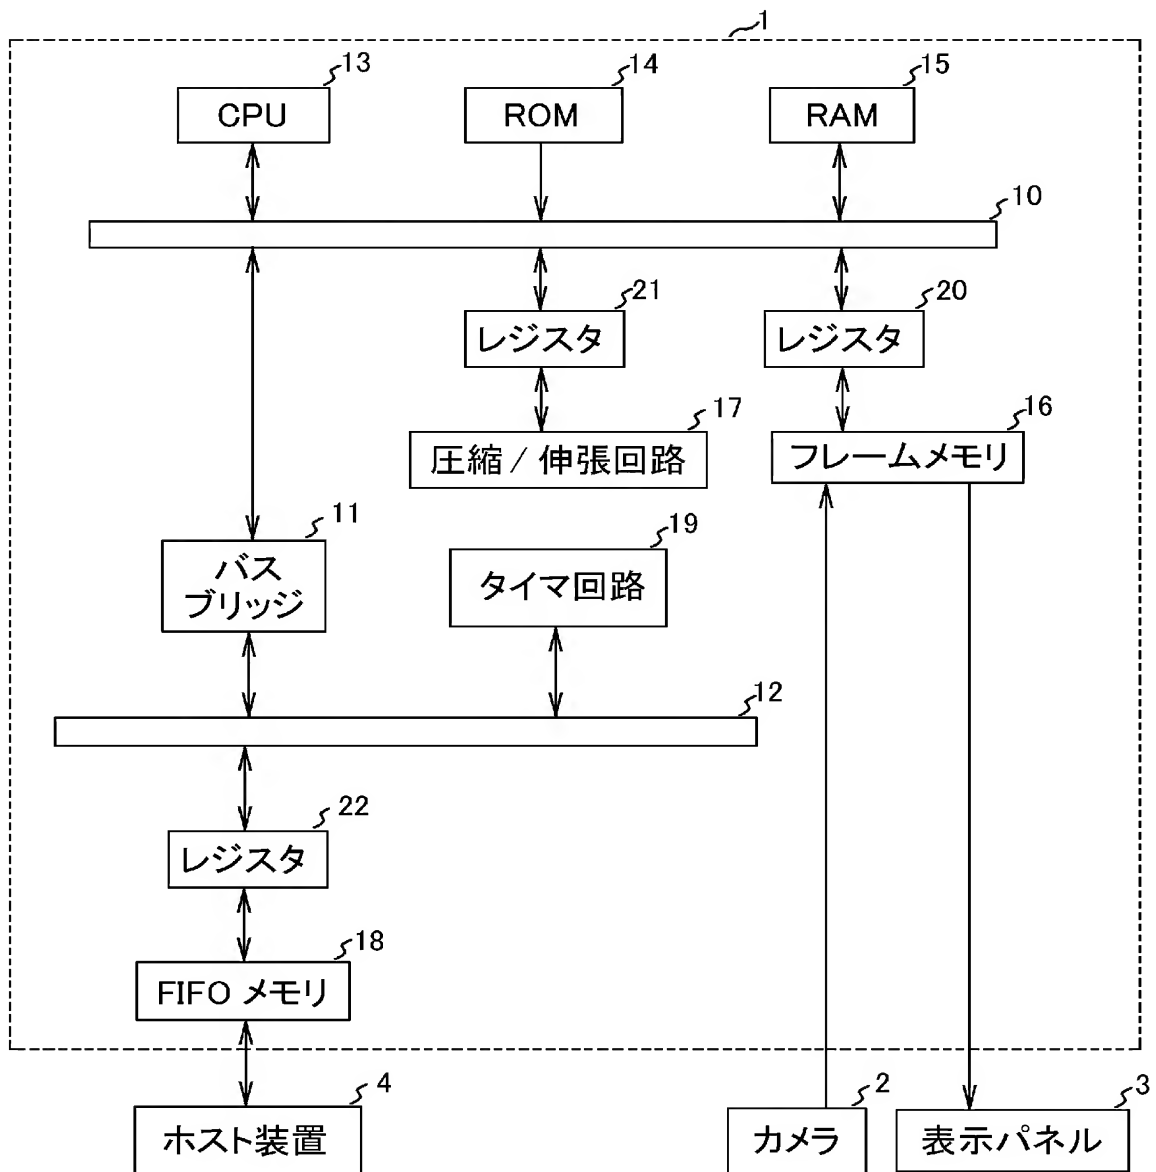 1
13
14
15
CPU
ROM
RAM
10
21
20
レジスタ
レジスタ
17
16
圧縮 / 伸張回路
フレームメモリ
11
19
バス
ブリッジ
タイマ回路
12
22
レジスタ
18
FIFO メモリ
4
2
3
ホスト装置
カメラ
表示パネル